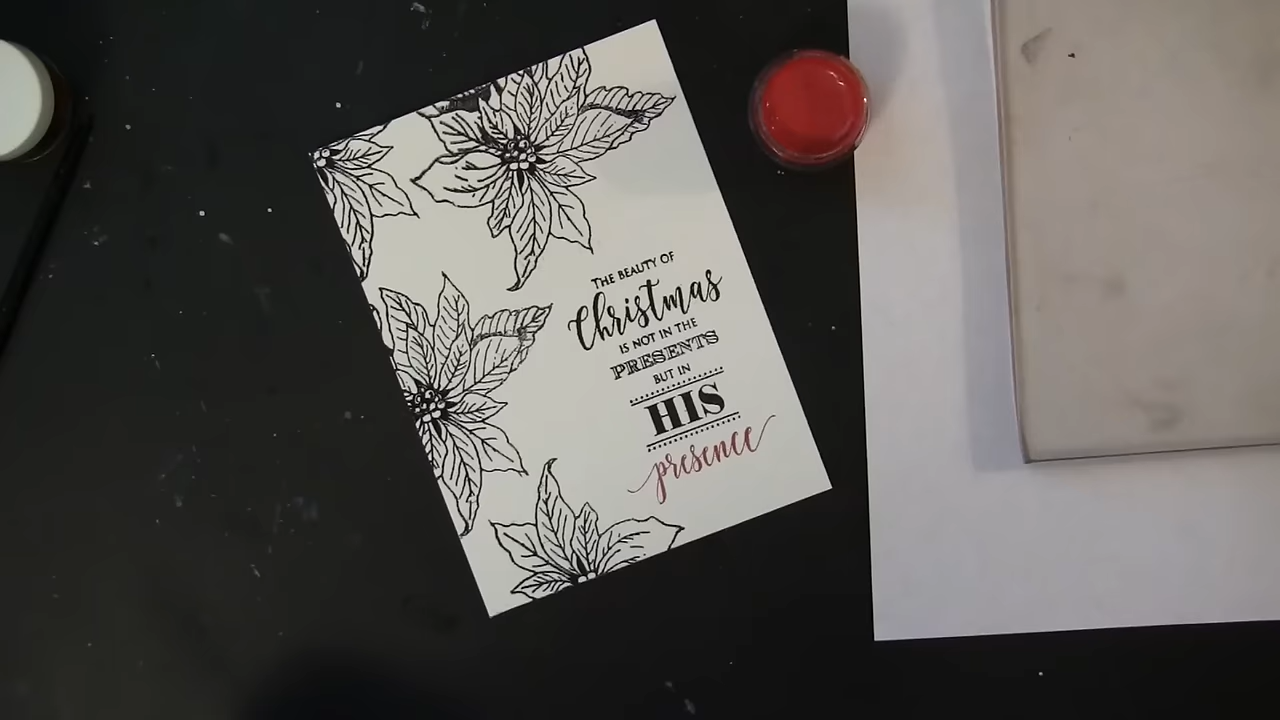 THE BEAUTY OF
Christmas
IS NOT IN THE
PRESENTS
BUT IN
HIS
presence